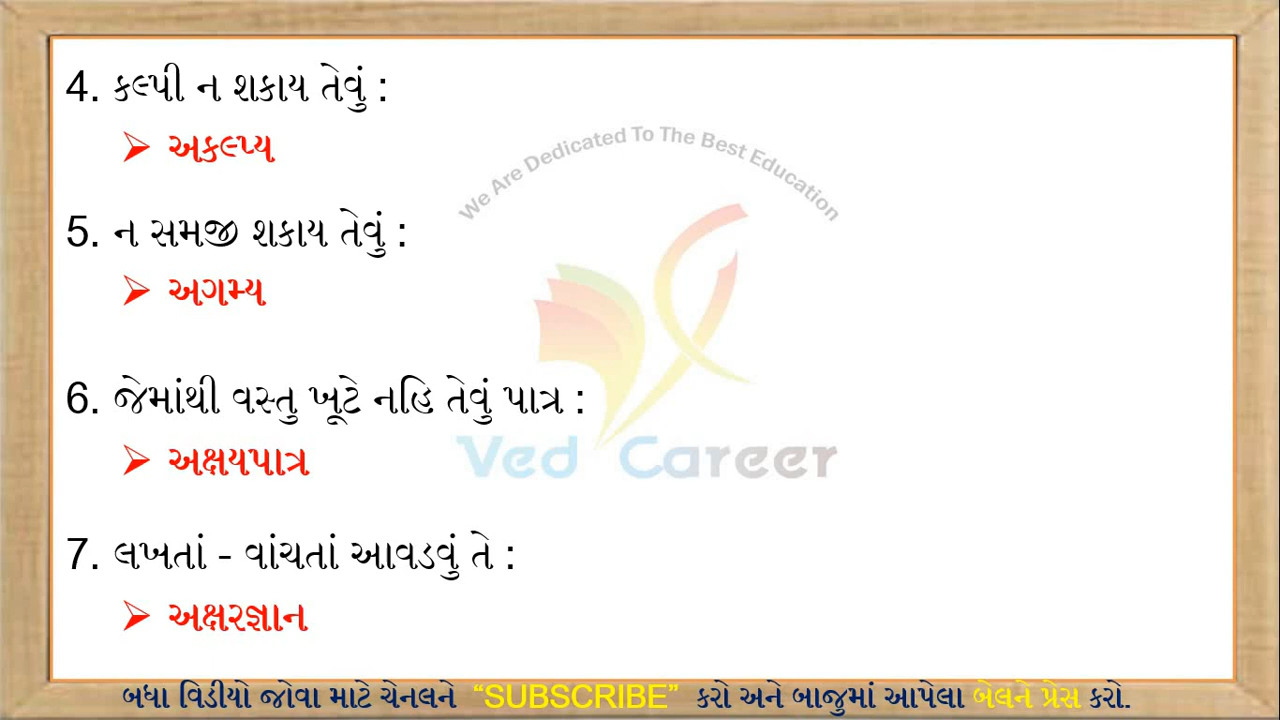 4. કલ્પી ન શકાય તેવું :
➢ અકલ્પ્ય
We Are Dedicated To The Best Education
5. ન સમજી શકાય તેવું :
➢ અગમ્ય
6. જેમાંથી વસ્તુ ખૂટે નહિ તેવું પાત્ર :
➢ અક્ષયપાત્ર
Ved Career
7. લખતાં - વાંચતાં આવડવું તે :
➢ અક્ષરજ્ઞાન
બધા વિડીયો જોવા માટે ચેનલને “SUBSCRIBE” કરો અને બાજુમાં આપેલા બેલને પ્રેસ કરો.